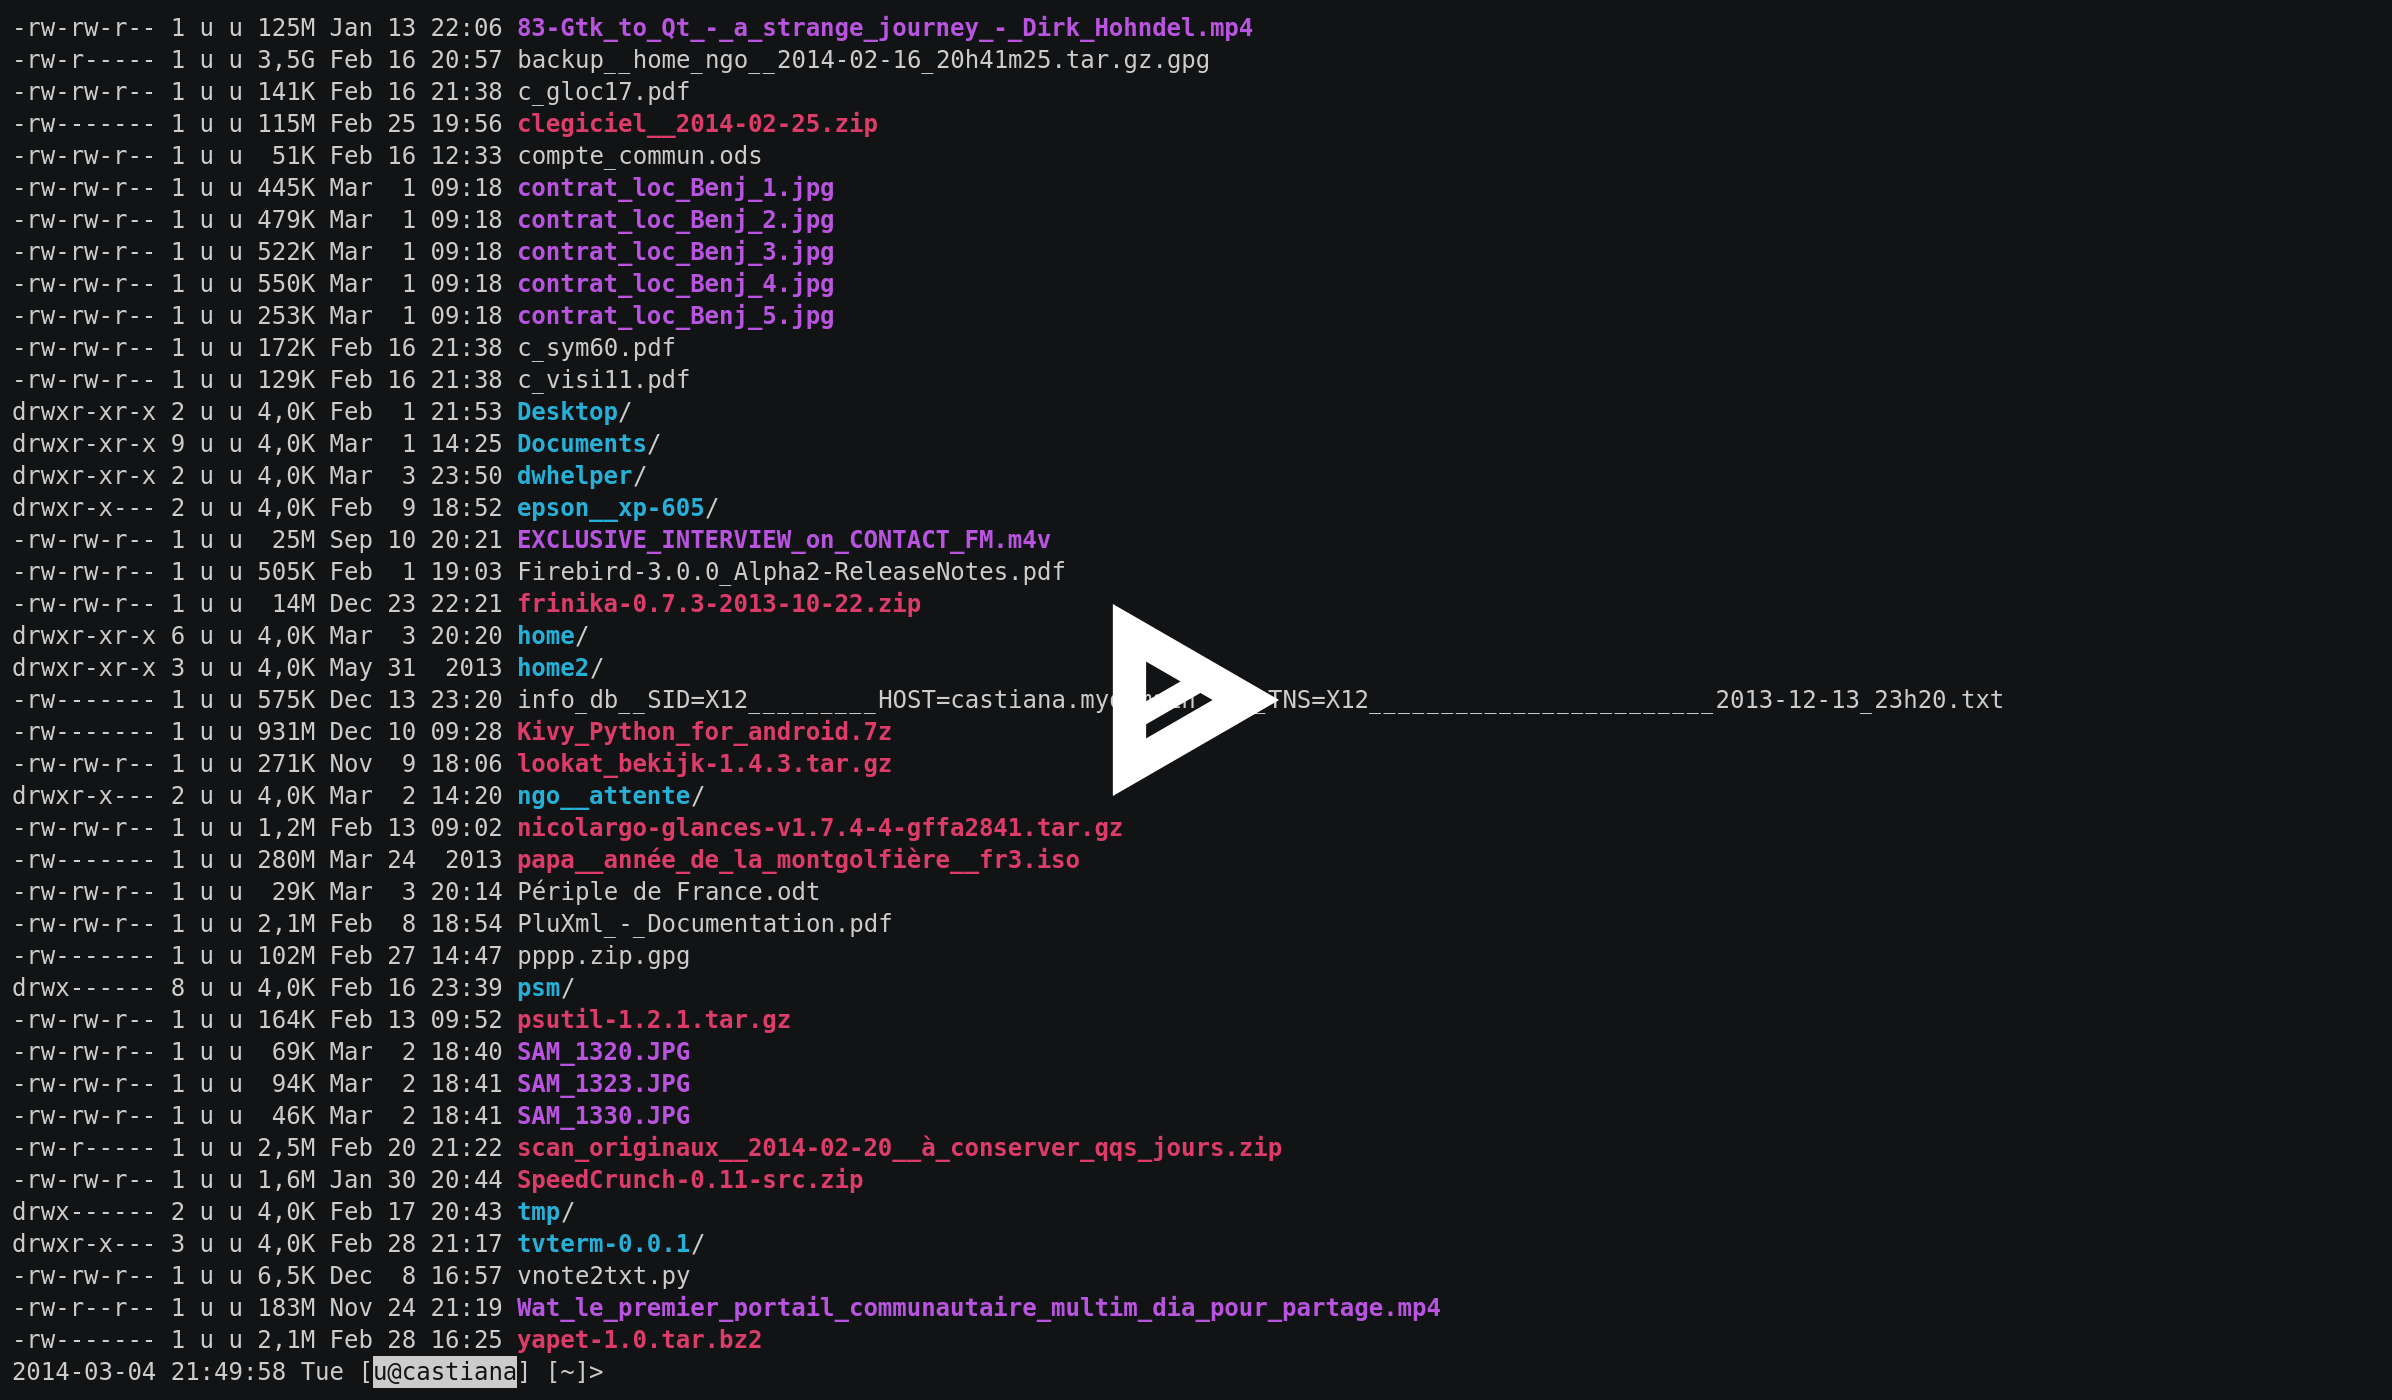 -rw-rw-r-- 1 u u 125M Jan 13 22:06 83-Gtk_to_Qt_-_a_strange_journey_-_Dirk_Hohndel.mp4
-rw-r----- 1 u u 3,5G Feb 16 20:57 backup__home_ngo__2014-02-16_20h41m25.tar.gz.gpg
-rw-rw-r-- 1 u u 141K Feb 16 21:38 c_gloc17.pdf
-rw------- 1 u u 115M Feb 25 19:56 clegiciel__2014-02-25.zip
-rw-rw-r-- 1 u u  51K Feb 16 12:33 compte_commun.ods
-rw-rw-r-- 1 u u 445K Mar  1 09:18 contrat_loc_Benj_1.jpg
-rw-rw-r-- 1 u u 479K Mar  1 09:18 contrat_loc_Benj_2.jpg
-rw-rw-r-- 1 u u 522K Mar  1 09:18 contrat_loc_Benj_3.jpg
-rw-rw-r-- 1 u u 550K Mar  1 09:18 contrat_loc_Benj_4.jpg
-rw-rw-r-- 1 u u 253K Mar  1 09:18 contrat_loc_Benj_5.jpg
-rw-rw-r-- 1 u u 172K Feb 16 21:38 c_sym60.pdf
-rw-rw-r-- 1 u u 129K Feb 16 21:38 c_visi11.pdf
drwxr-xr-x 2 u u 4,0K Feb  1 21:53 Desktop/
drwxr-xr-x 9 u u 4,0K Mar  1 14:25 Documents/
drwxr-xr-x 2 u u 4,0K Mar  3 23:50 dwhelper/
drwxr-x--- 2 u u 4,0K Feb  9 18:52 epson__xp-605/
-rw-rw-r-- 1 u u  25M Sep 10 20:21 EXCLUSIVE_INTERVIEW_on_CONTACT_FM.m4v
-rw-rw-r-- 1 u u 505K Feb  1 19:03 Firebird-3.0.0_Alpha2-ReleaseNotes.pdf
-rw-rw-r-- 1 u u  14M Dec 23 22:21 frinika-0.7.3-2013-10-22.zip
drwxr-xr-x 6 u u 4,0K Mar  3 20:20 home/
drwxr-xr-x 3 u u 4,0K May 31  2013 home2/
-rw------- 1 u u 575K Dec 13 23:20 info_db__SID=X12_________HOST=castiana. _TNS=X12________________________2013-12-13_23h20.txt
-rw------- 1 u u 931M Dec 10 09:28 Kivy_Python_for_android.7z
-rw-rw-r-- 1 u u 271K Nov  9 18:06 lookat_bekijk-1.4.3.tar.gz
drwxr-x--- 2 u u 4,0K Mar  2 14:20 ngo__attente/
-rw-rw-r-- 1 u u 1,2M Feb 13 09:02 nicolargo-glances-v1.7.4-4-gffa2841.tar.gz
-rw------- 1 u u 280M Mar 24  2013 papa__année_de_la_montgolfière__fr3.iso
-rw-rw-r-- 1 u u  29K Mar  3 20:14 Périple de France.odt
-rw-rw-r-- 1 u u 2,1M Feb  8 18:54 PluXml_-_Documentation.pdf
-rw------- 1 u u 102M Feb 27 14:47 pppp.zip.gpg
drwx------ 8 u u 4,0K Feb 16 23:39 psm/
-rw-rw-r-- 1 u u 164K Feb 13 09:52 psutil-1.2.1.tar.gz
-rw-rw-r-- 1 u u  69K Mar  2 18:40 SAM_1320.JPG
-rw-rw-r-- 1 u u  94K Mar  2 18:41 SAM_1323.JPG
-rw-rw-r-- 1 u u  46K Mar  2 18:41 SAM_1330.JPG
-rw-r----- 1 u u 2,5M Feb 20 21:22 scan_originaux__2014-02-20__à_conserver_qqs_jours.zip
-rw-rw-r-- 1 u u 1,6M Jan 30 20:44 SpeedCrunch-0.11-src.zip
drwx------ 2 u u 4,0K Feb 17 20:43 tmp/
drwxr-x--- 3 u u 4,0K Feb 28 21:17 tvterm-0.0.1/
-rw-rw-r-- 1 u u 6,5K Dec  8 16:57 vnote2txt.py
-rw-r--r-- 1 u u 183M Nov 24 21:19 Wat_le_premier_portail_communautaire_multim_dia_pour_partage.mp4
-rw------- 1 u u 2,1M Feb 28 16:25 yapet-1.0.tar.bz2
2014-03-04 21:49:58 Tue [u@castiana] [~]>